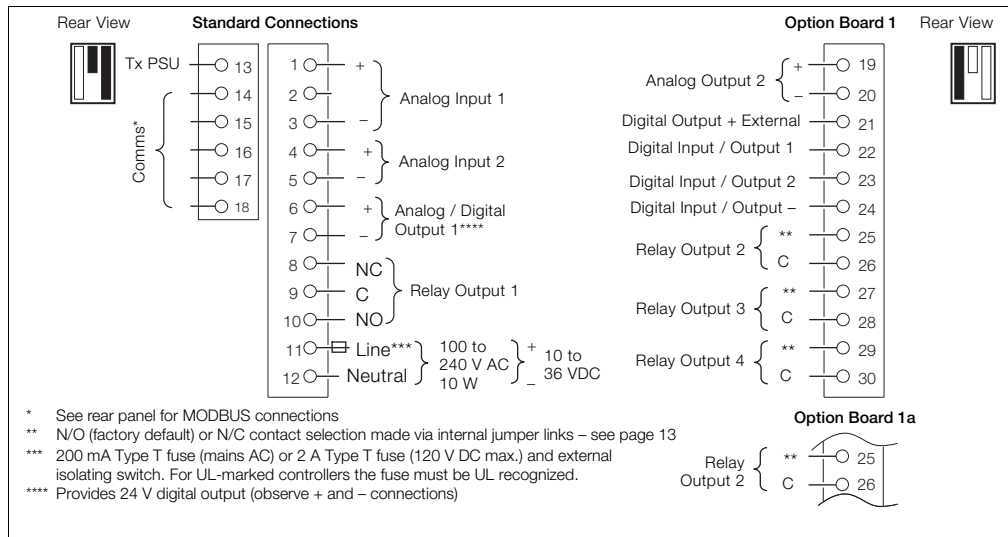 Rear View
Standard Connections
Option Board 1
Rear View
Tx PSU
13
14
15
16
17
18
Comms*
1 +
2
3 –
Analog Input 1
4 +
5 –
Analog Input 2
6 +
7 –
Analog / Digital
Output 1****
8 NC
9 C
10 NO
Relay Output 1
11 Line***
12 Neutral
100 to
240 V AC
10 W
+
–
10 to
36 VDC
Analog Output 2
+ 19
– 20
Digital Output + External 21
Digital Input / Output 1 22
Digital Input / Output 2 23
Digital Input / Output – 24
Relay Output 2
** 25
C 26
Relay Output 3
** 27
C 28
Relay Output 4
** 29
C 30
* See rear panel for MODBUS connections
** N/O (factory default) or N/C contact selection made via internal jumper links – see page 13
*** 200 mA Type T fuse (mains AC) or 2 A Type T fuse (120 V DC max.) and external
isolating switch. For UL-marked controllers the fuse must be UL recognized.
**** Provides 24 V digital output (observe + and – connections)
Option Board 1a
Relay
Output 2
** 25
C 26